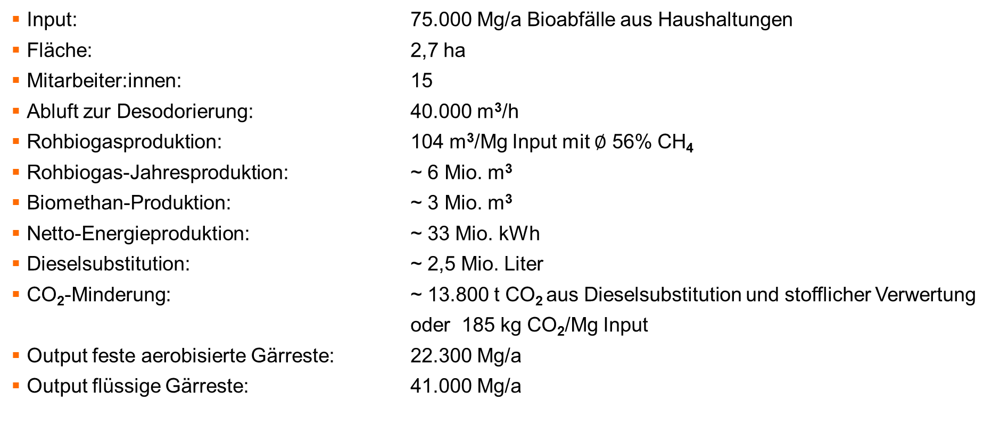 ▪ Input: 75.000 Mg/a Bioabfälle aus Haushaltungen
▪ Fläche: 2,7 ha
▪ Mitarbeiter:innen: 15
▪ Abluft zur Desodorierung: 40.000 m³/h
▪ Rohbiogasproduktion: 104 m³/Mg Input mit ∅ 56% CH₄
▪ Rohbiogas-Jahresproduktion: ~ 6 Mio. m³
▪ Biomethan-Produktion: ~ 3 Mio. m³
▪ Netto-Energieproduktion: ~ 33 Mio. kWh
▪ Dieselsubstitution: ~ 2,5 Mio. Liter
▪ CO₂-Minderung: ~ 13.800 t CO₂ aus Dieselsubstitution und stofflicher Verwertung
oder 185 kg CO₂/Mg Input
▪ Output feste aerobisierte Gärreste: 22.300 Mg/a
▪ Output flüssige Gärreste: 41.000 Mg/a